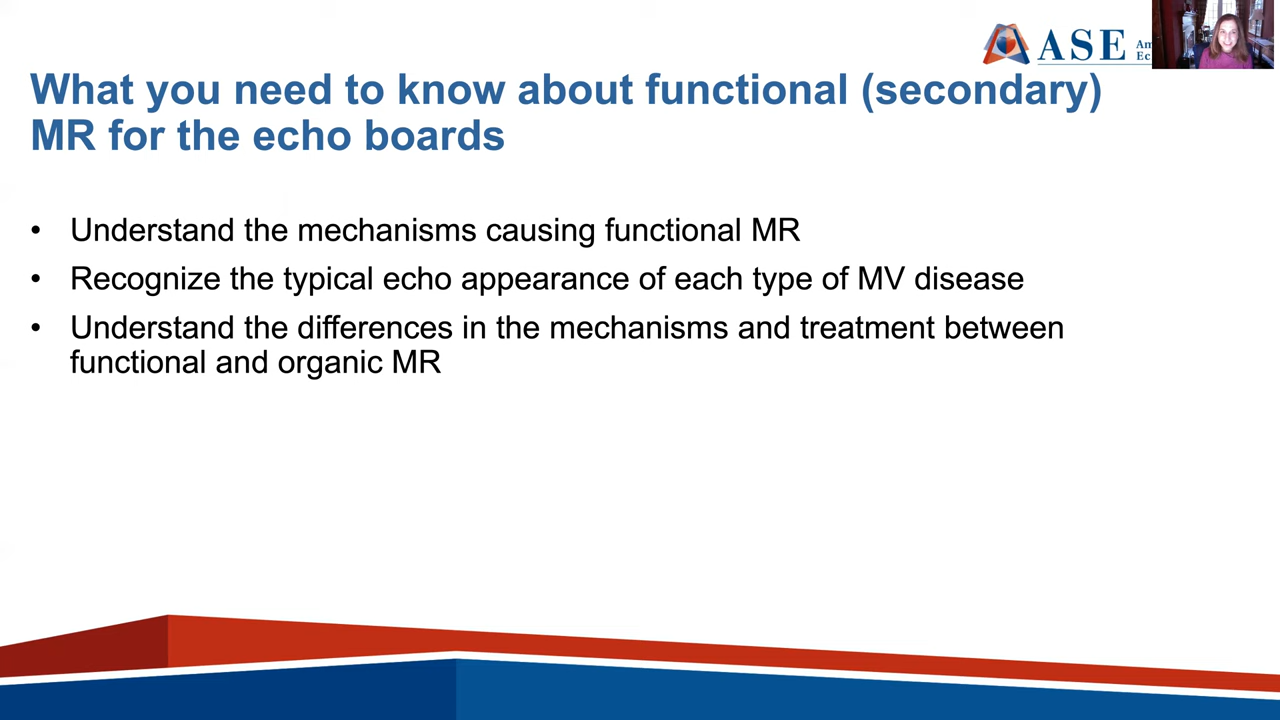 ASE
What you need to know about functional (secondary)
MR for the echo boards
• Understand the mechanisms causing functional MR
• Recognize the typical echo appearance of each type of MV disease
• Understand the differences in the mechanisms and treatment between
functional and organic MR